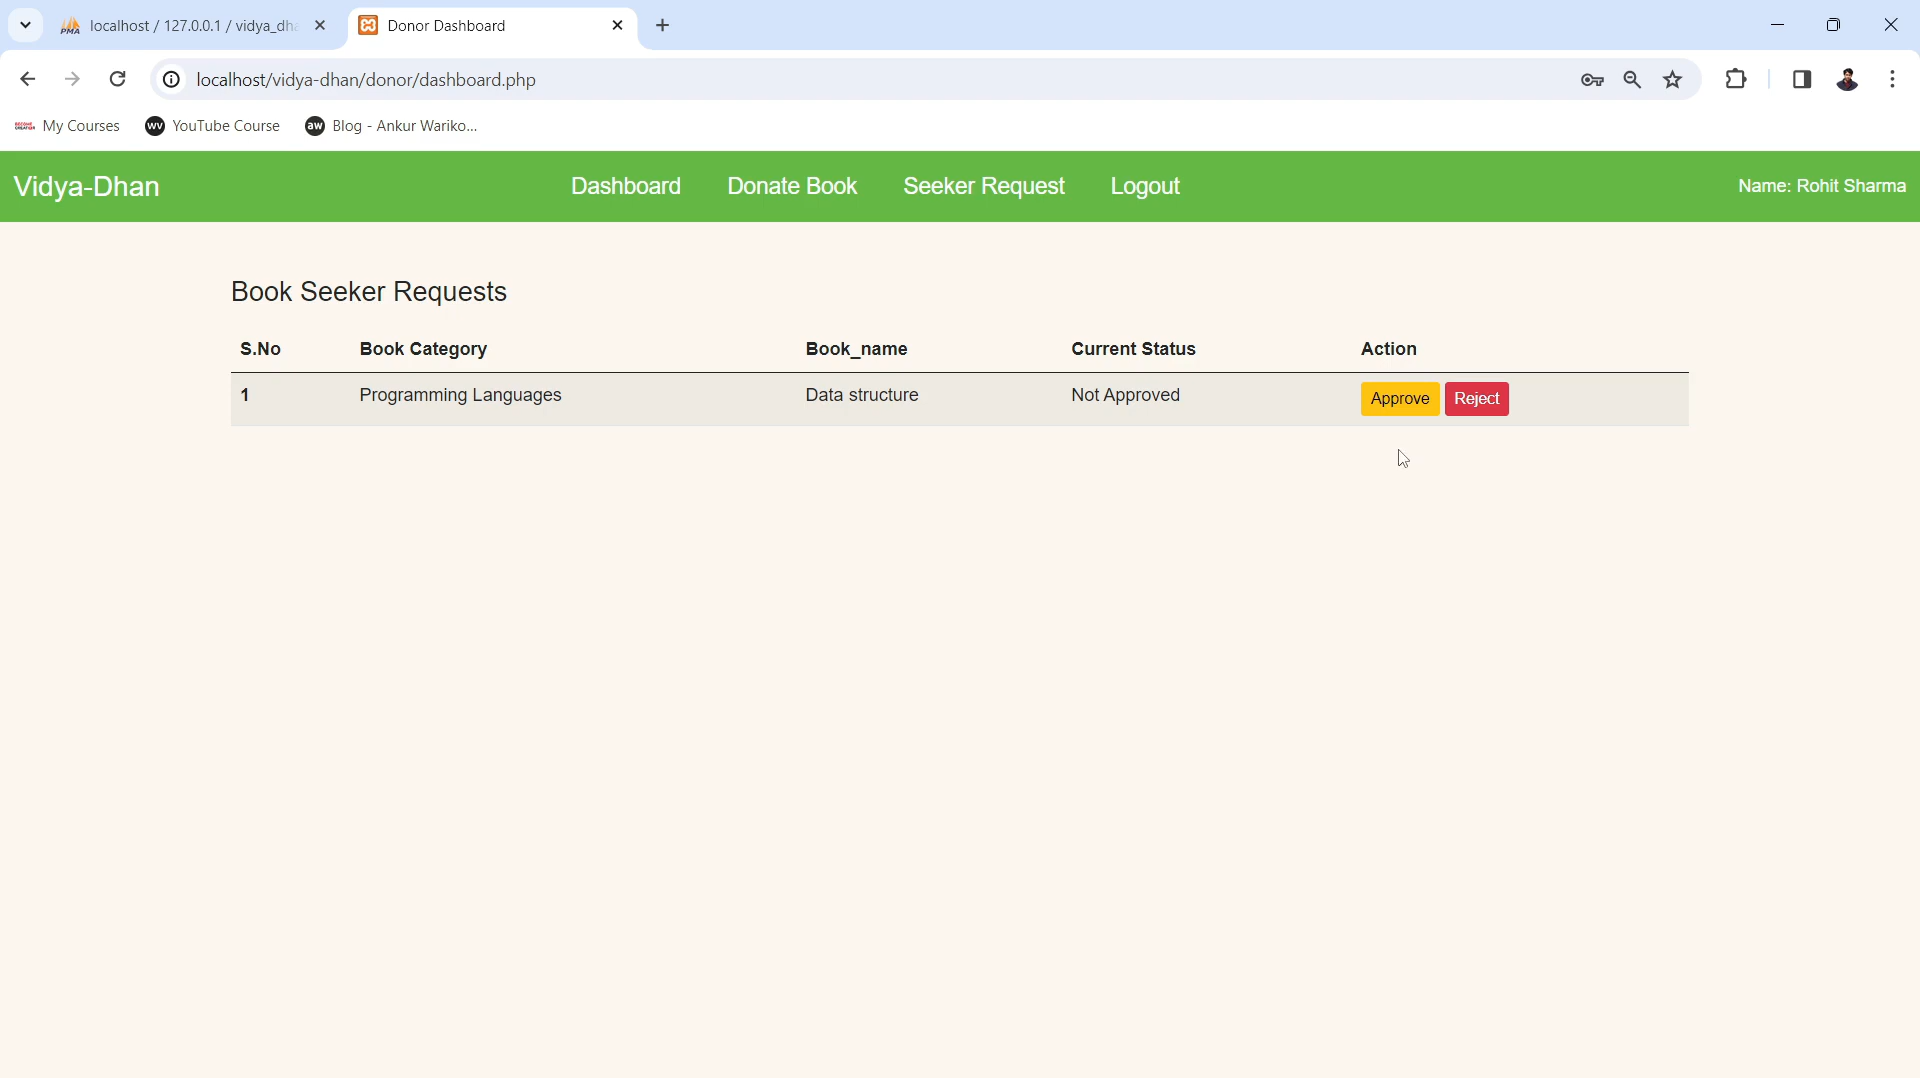 localhost / 127.0.0.1 / vidya_dha
Donor Dashboard
localhost/vidya-dhan/donor/dashboard.php
My Courses
YouTube Course
Blog - Ankur Wariko...
Vidya-Dhan
Dashboard
Donate Book
Seeker Request
Logout
Name: Rohit Sharma
Book Seeker Requests
S.No Book Category Book_name Current Status Action
1 Programming Languages Data structure Not Approved Approve Reject